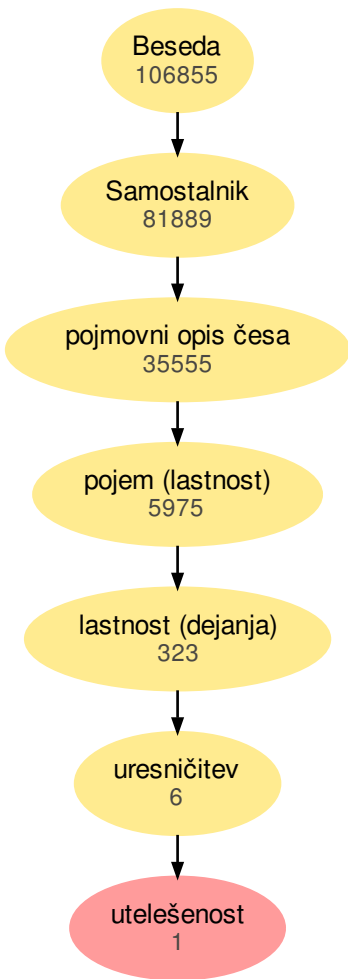 Beseda
106855
Samostalnik
81889
pojmovni opis česa
35555
pojem (lastnost)
5975
lastnost (dejanja)
323
uresničitev
6
utelešenost
1